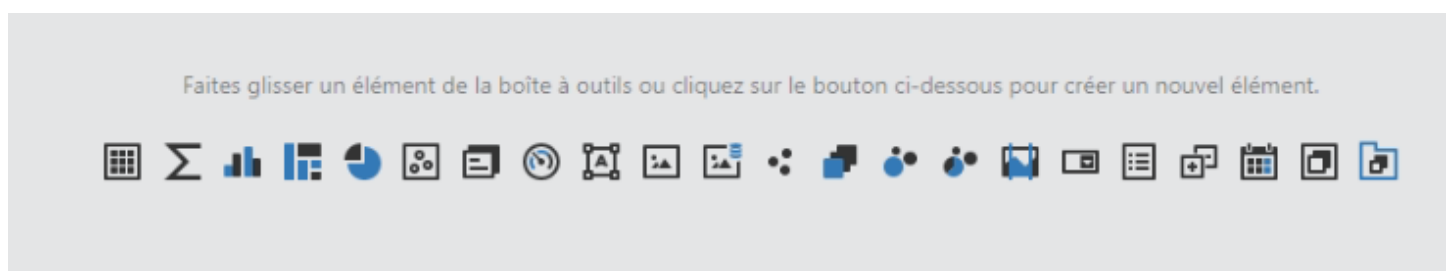 Faites glisser un élément de la boîte à outils ou cliquez sur le bouton ci-dessous pour créer un nouvel élément.